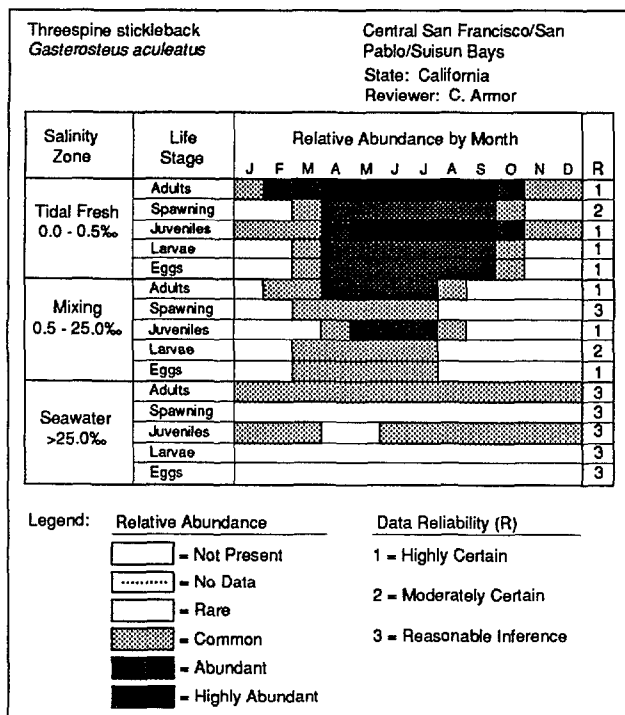 Threespine stickleback
Gasterosteus aculeatus
Central San Francisco/San
Pablo/Suisun Bays
State: California
Reviewer: C. Armor
Salinity Zone
Life Stage
Relative Abundance by Month
J F M A M J J A S O N D R
Tidal Fresh
0.0 - 0.5‰
Adults 1
Spawning 2
Juveniles 1
Larvae 1
Eggs 1
Mixing
0.5 - 25.0‰
Adults 1
Spawning 3
Juveniles 1
Larvae 2
Eggs 1
Seawater
>25.0‰
Adults 3
Spawning 3
Juveniles 3
Larvae 3
Eggs 3
Legend:
Relative Abundance
= Not Present
= No Data
= Rare
= Common
= Abundant
= Highly Abundant
Data Reliability (R)
1 = Highly Certain
2 = Moderately Certain
3 = Reasonable Inference